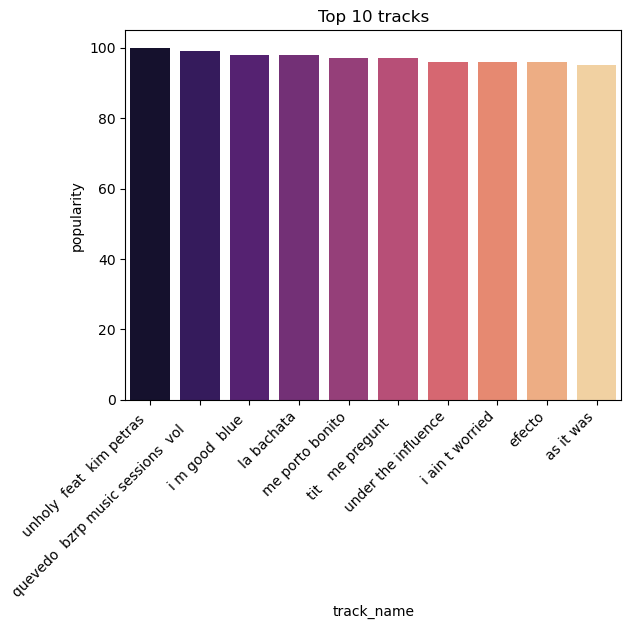 Top 10 tracks
popularity
100
80
60
40
20
0
unholy  feat  kim petras
quevedo  bzrp music sessions  vol
i m good  blue
la bachata
me porto bonito
tit   me pregunt
under the influence
i ain t worried
efecto
as it was
track_name